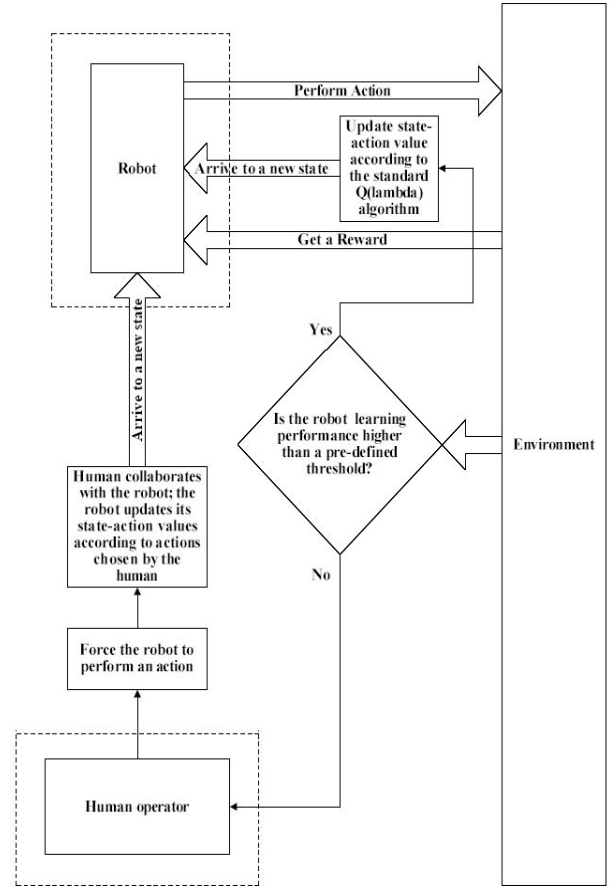 Perform Action
Robot
Update state-
action value
according to
the standard
Q(lambda)
algorithm
Arrive to a new state
Get a Reward
Arrive to a new state
Yes
Is the robot learning
performance higher
than a pre-defined
threshold?
Environment
Human collaborates
with the robot; the
robot updates its
state-action values
according to actions
chosen by the
human
No
Force the robot to
perform an action
Human operator